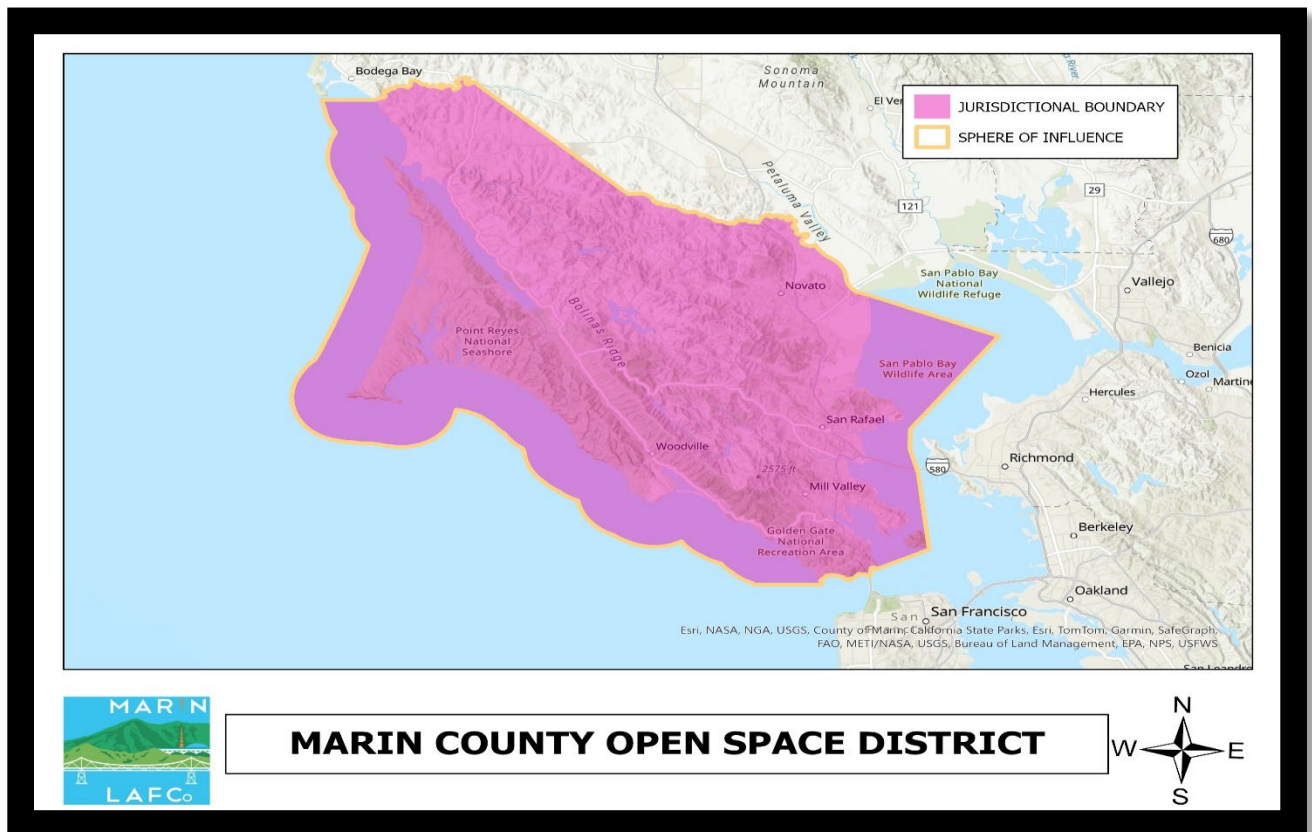 Bodega Bay
Sonoma
Mountain
El Ver
JURISDICTIONAL BOUNDARY
SPHERE OF INFLUENCE
Petaluma Valley
121
29
680
San Pablo Bay
National
Wildlife Refuge
Vallejo
Novato
Bolinas Ridge
Point Reyes
National
Seashore
San Pablo Bay
Wildlife Area
Benicia
Ozol
Martine
Hercules
San Rafael
Woodville
Richmond
580
2575 ft
Mill Valley
Golden Gate
National
Recreation Area
Berkeley
Oakland
San
San Francisco
Esri, NASA, NGA, USGS, County of Marin, California State Parks, Esri, TomTom, Garmin, SafeGraph,
FAO, METI/NASA, USGS, Bureau of Land Management, EPA, NPS, USFWS
San Leandro
MARIN
LAFCo
MARIN COUNTY OPEN SPACE DISTRICT
N
W
E
S